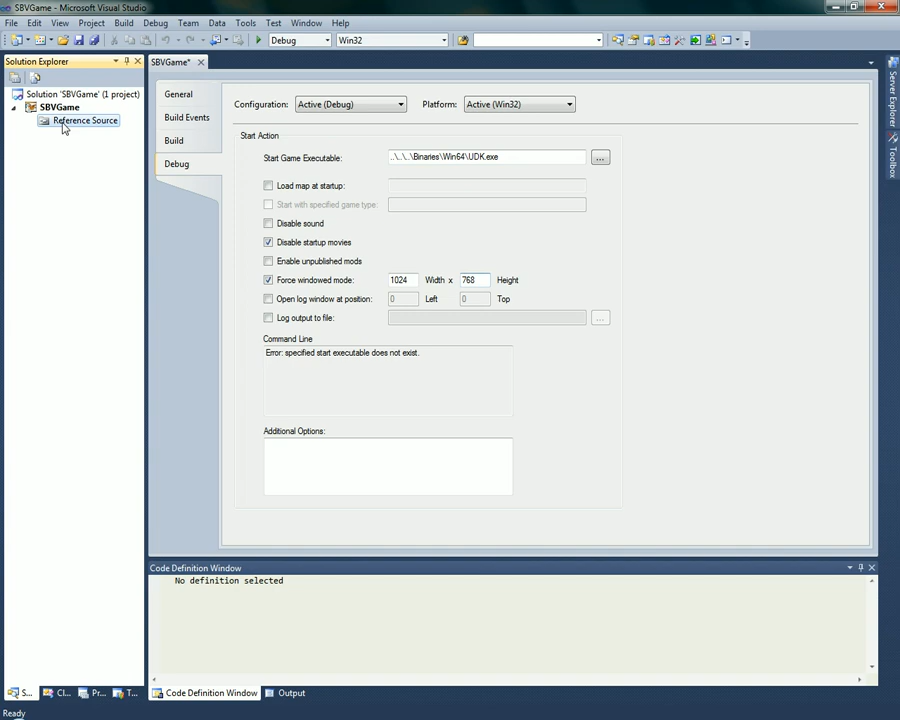 SBVGame - Microsoft Visual Studio
File Edit View Project Build Debug Team Data Tools Test Window Help
Debug Win32
Solution Explorer
Solution 'SBVGame' (1 project)
SBVGame
Reference Source
SBVGame*
General
Build Events
Build
Debug
Configuration: Active (Debug) Platform: Active (Win32)
Start Action
Start Game Executable: ..\..\..\Binaries\Win64\UDK.exe ...
Load map at startup:
Start with specified game type:
Disable sound
Disable startup movies
Enable unpublished mods
Force windowed mode: 1024 Width x 768 Height
Open log window at position: 0 Left 0 Top
Log output to file: ...
Command Line
Error: specified start executable does not exist.
Additional Options:
Server Explorer
Toolbox
Code Definition Window
No definition selected
S... Cl... Pr... T...
Code Definition Window Output
Ready